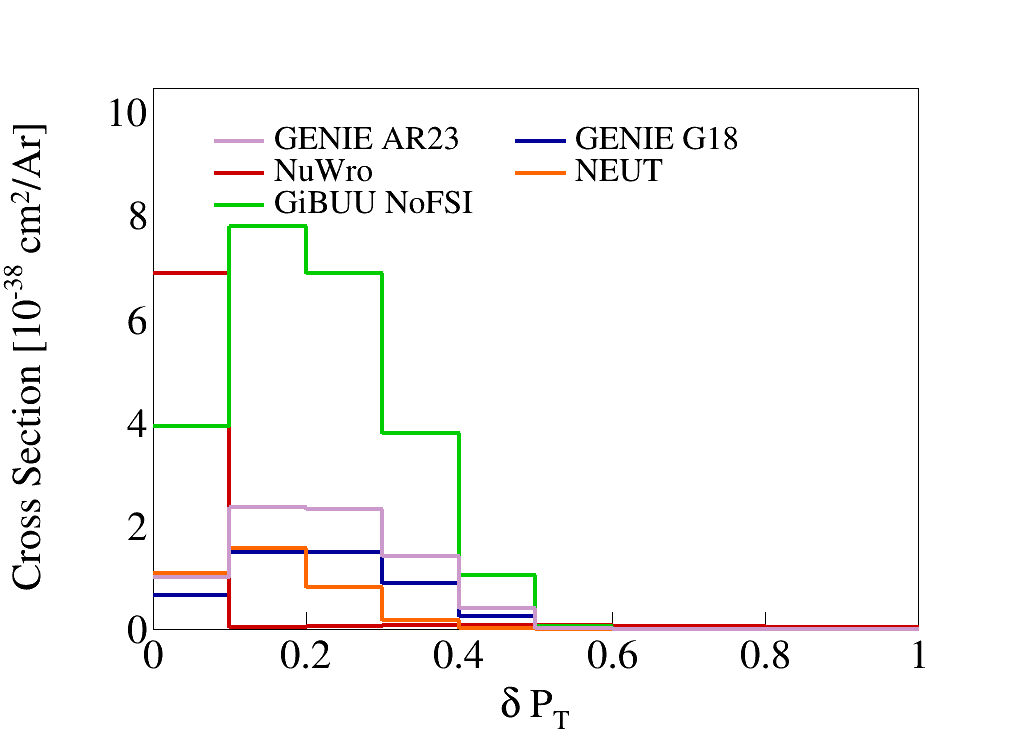 Cross Section [10⁻³⁸ cm²/Ar]
10
8
6
4
2
0
GENIE AR23
GENIE G18
NuWro
NEUT
GiBUU NoFSI
0 0.2 0.4 0.6 0.8 1
δ P_T